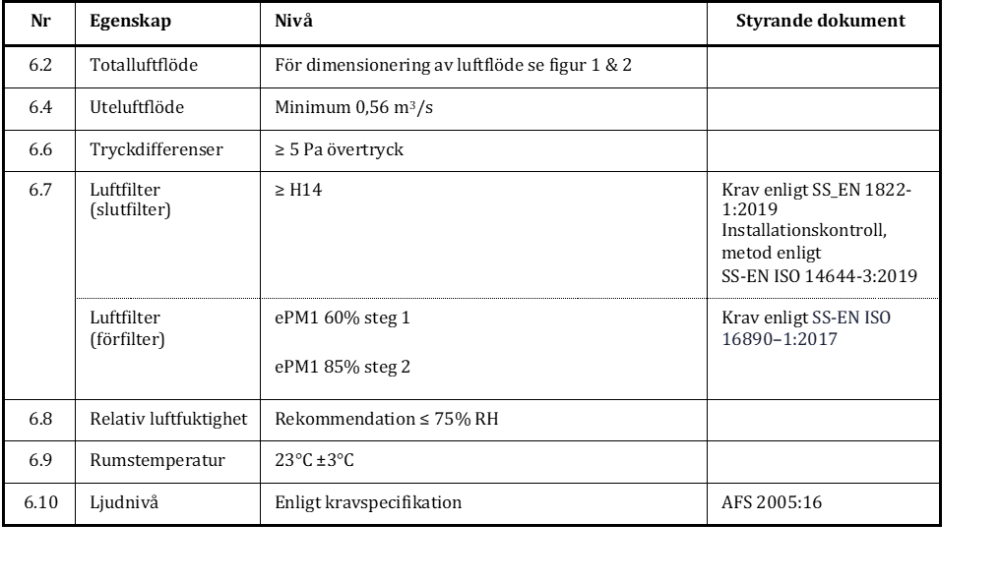 Nr Egenskap Nivå Styrande dokument
6.2 Totalluftflöde För dimensionering av luftflöde se figur 1 & 2
6.4 Uteluftflöde Minimum 0,56 m³/s
6.6 Tryckdifferenser ≥ 5 Pa övertryck
6.7 Luftfilter ≥ H14 Krav enligt SS_EN 1822-
(slutfilter) 1:2019
Installationskontroll,
metod enligt
SS-EN ISO 14644-3:2019
Luftfilter ePM1 60% steg 1 Krav enligt SS-EN ISO
(förfilter) 16890–1:2017
ePM1 85% steg 2
6.8 Relativ luftfuktighet Rekommendation ≤ 75% RH
6.9 Rumstemperatur 23°C ±3°C
6.10 Ljudnivå Enligt kravspecifikation AFS 2005:16